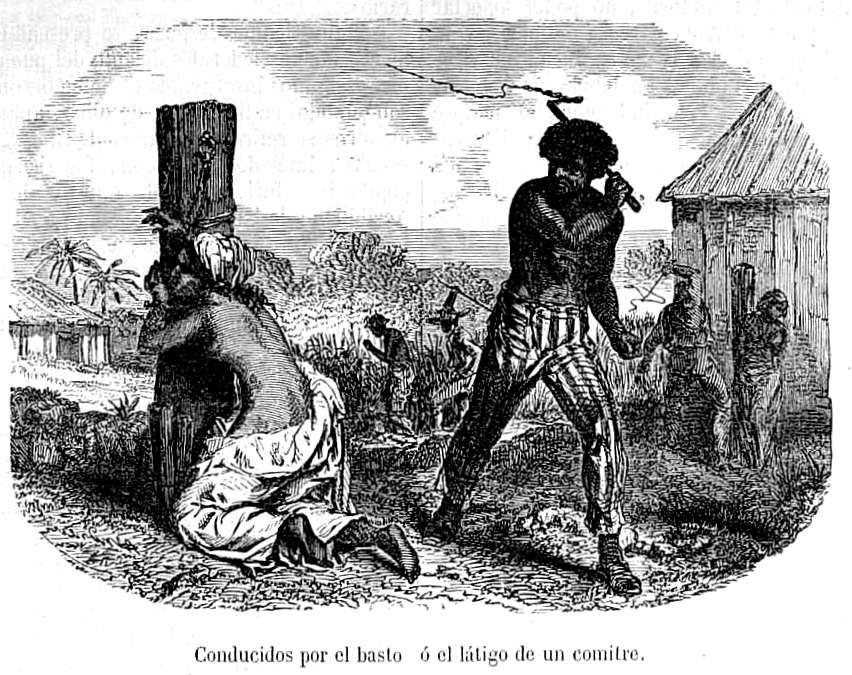 Conducidos por el basto ó el látigo de un comitre.